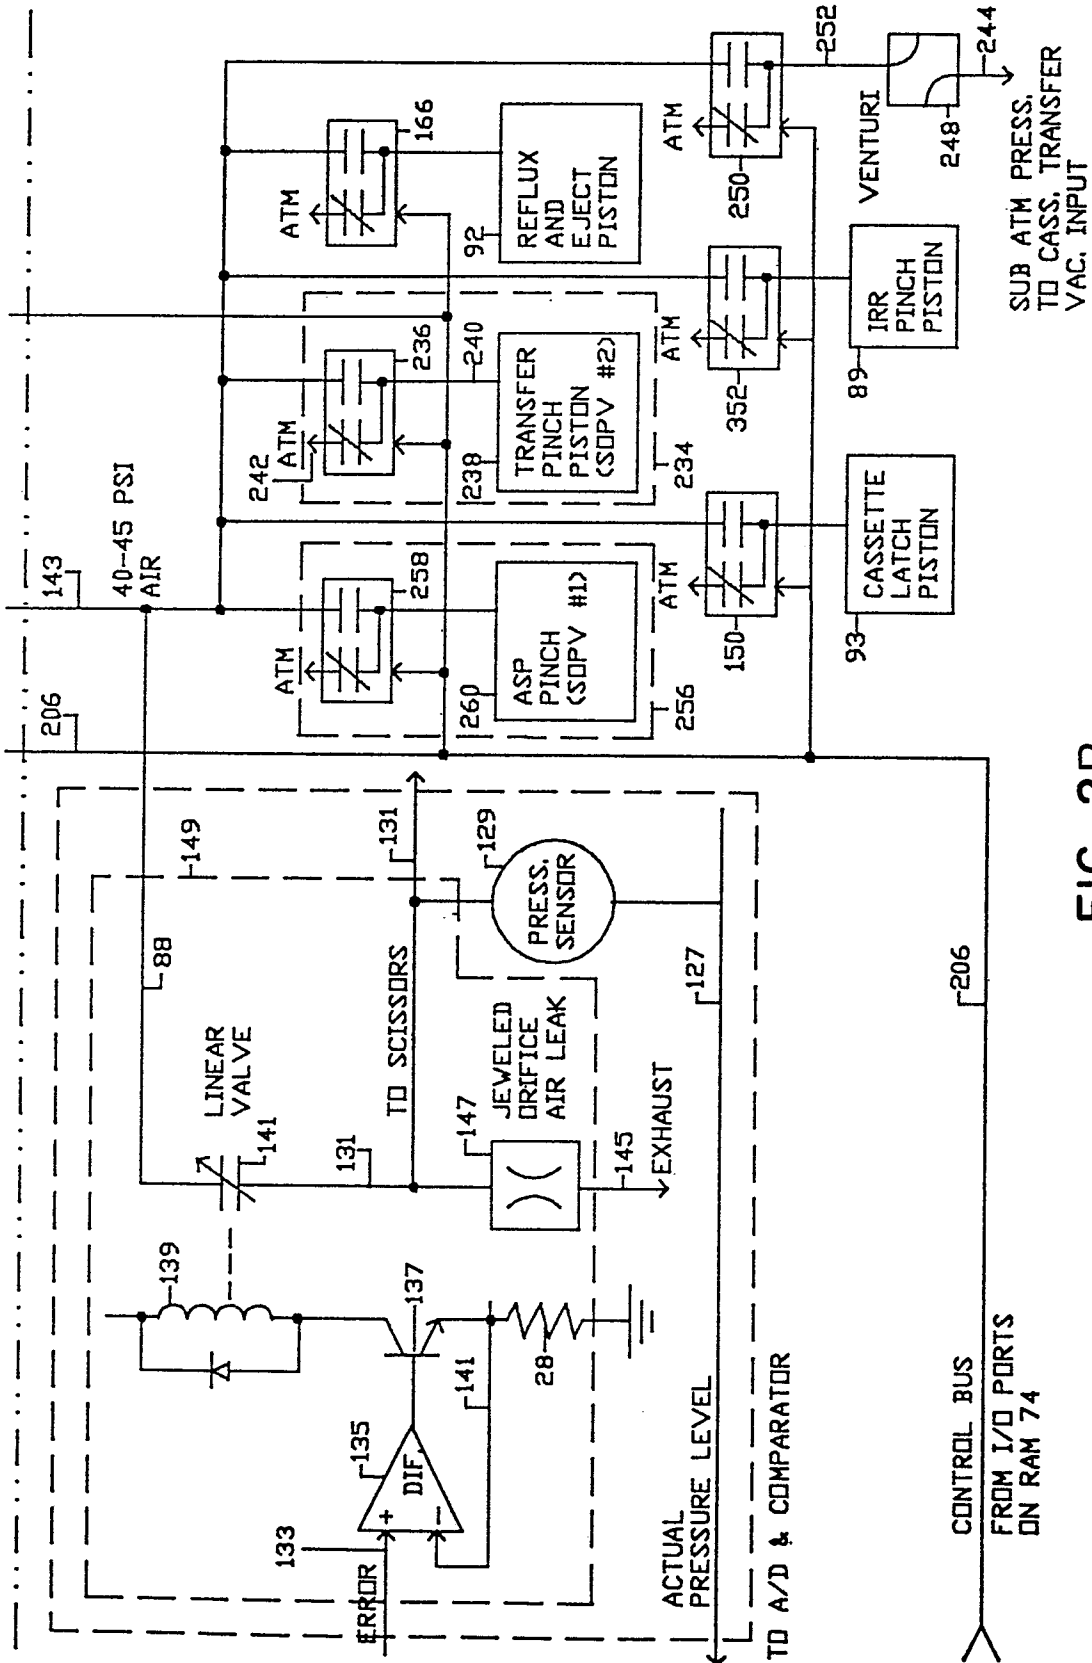 206
143
40-45 PSI
AIR
88
149
139
LINEAR
VALVE
141
133
ERROR
135
DIF.
+
−
137
141
28
131
TO SCISSORS
131
147
JEWELED
ORIFICE
AIR LEAK
145
EXHAUST
129
PRESS.
SENSOR
127
ACTUAL
PRESSURE LEVEL
TO A/D & COMPARATOR
CONTROL BUS
FROM I/O PORTS
ON RAM 74
206
ATM
258
260
ASP
PINCH
(SOPV #1)
256
242
ATM
236
240
238
TRANSFER
PINCH
PISTON
(SOPV #2)
234
ATM
166
92
REFLUX
AND
EJECT
PISTON
ATM
150
93
CASSETTE
LATCH
PISTON
ATM
352
89
IRR
PINCH
PISTON
ATM
250
252
VENTURI
248
244
SUB ATM PRESS.
TO CASS. TRANSFER
VAC. INPUT
FIG